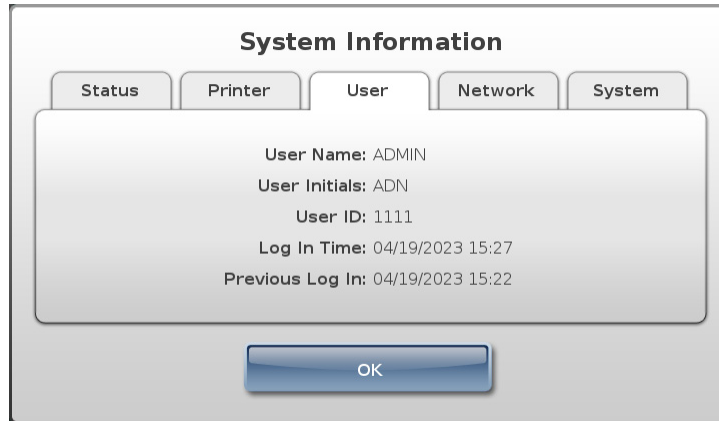 System Information
Status Printer User Network System
User Name: ADMIN
User Initials: ADN
User ID: 1111
Log In Time: 04/19/2023 15:27
Previous Log In: 04/19/2023 15:22
OK